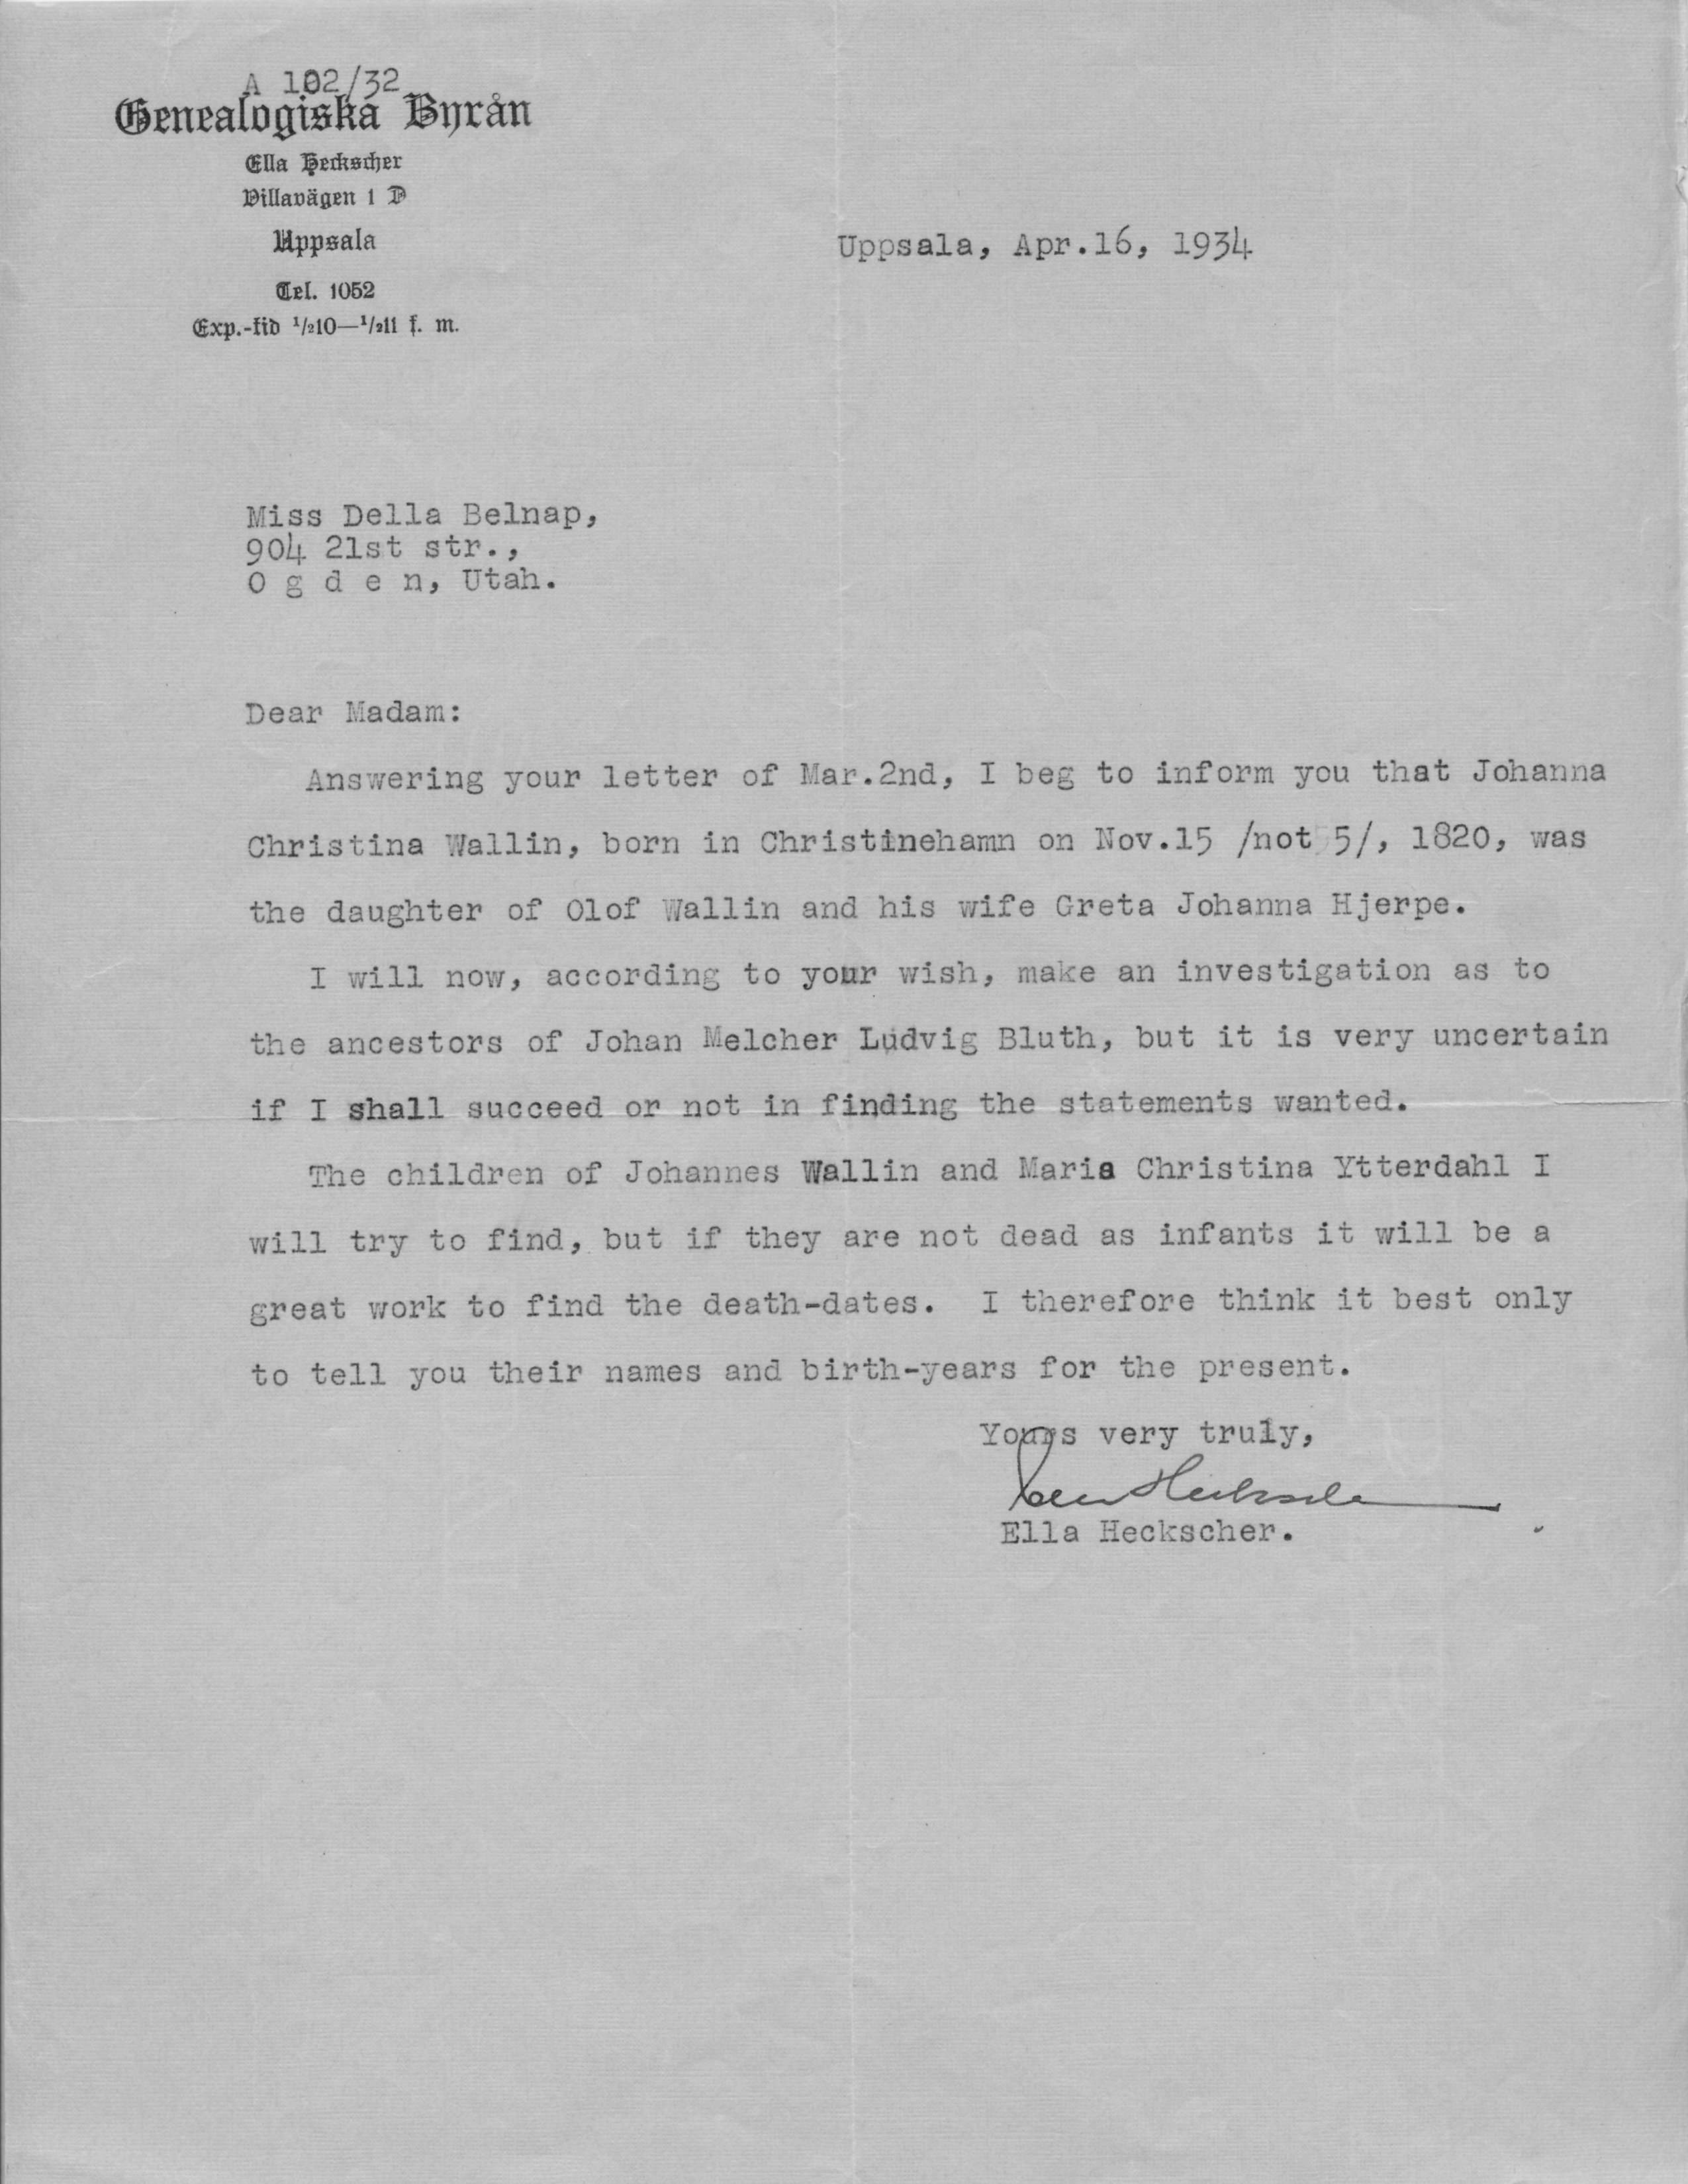 A 102/32
Genealogiska Byrån
Ella Heckscher
Villavägen 1 D
Uppsala
Tel. 1052
Exp.-tid 1/210—1/211 f. m.
Uppsala, Apr.16, 1934
Miss Della Belnap,
904 21st str.,
O g d e n, Utah.
Dear Madam:
Answering your letter of Mar.2nd, I beg to inform you that Johanna
Christina Wallin, born in Christinehamn on Nov.15 /not 5/, 1820, was
the daughter of Olof Wallin and his wife Greta Johanna Hjerpe.
I will now, according to your wish, make an investigation as to
the ancestors of Johan Melcher Ludvig Bluth, but it is very uncertain
if I shall succeed or not in finding the statements wanted.
The children of Johannes Wallin and Maria Christina Ytterdahl I
will try to find, but if they are not dead as infants it will be a
great work to find the death-dates. I therefore think it best only
to tell you their names and birth-years for the present.
Yours very truly,
Ella Heckscher
Ella Heckscher.